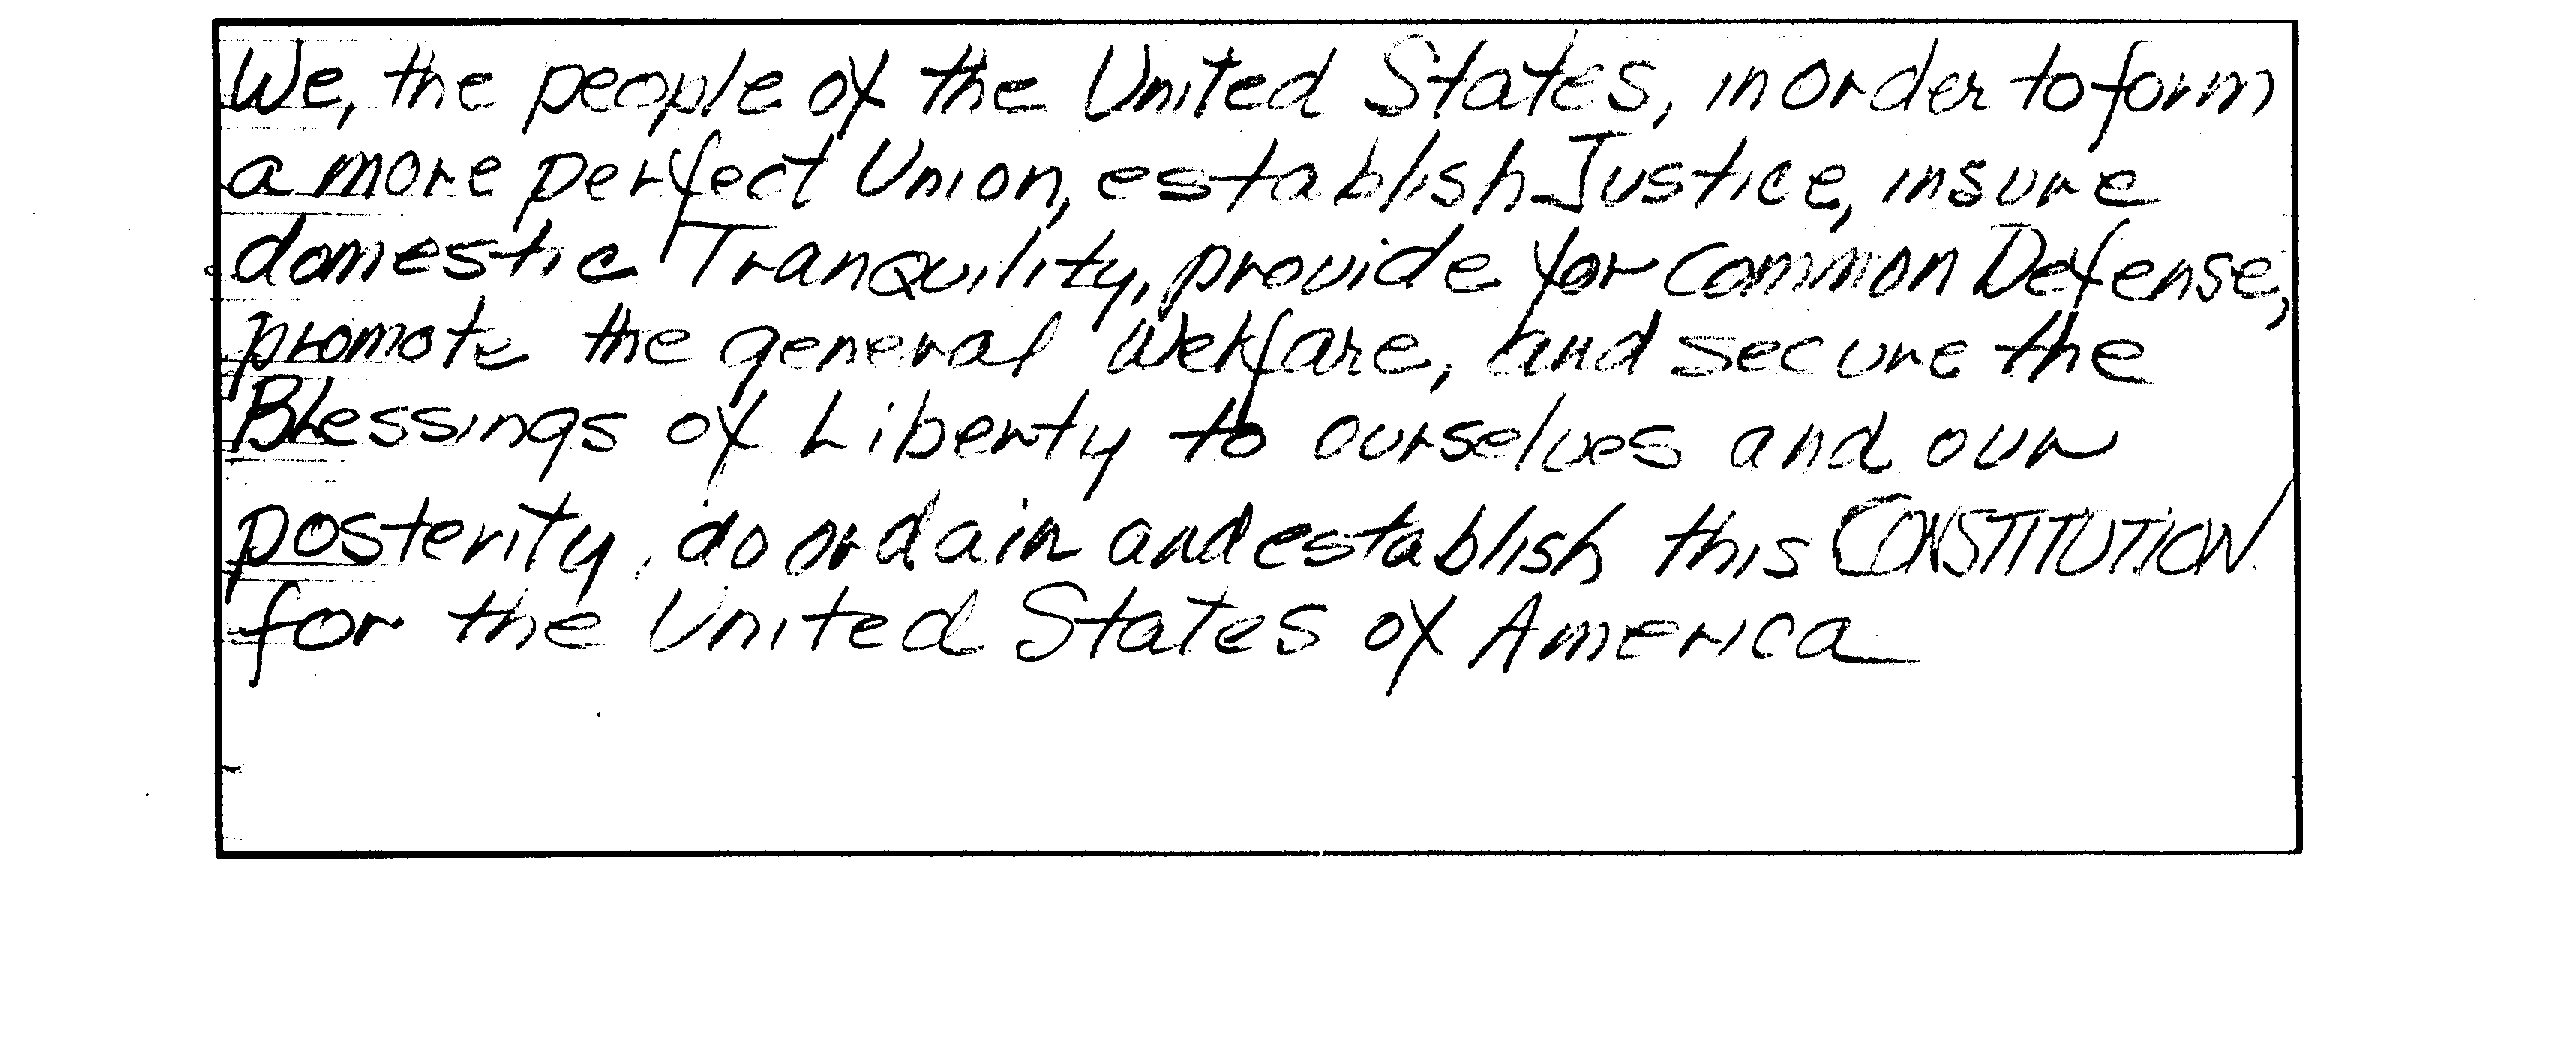 We, the people of the United States, in order to form
a more perfect Union, establish Justice, insure
domestic Tranquility, provide for Common Defense,
promote the general Welfare, and secure the
Blessings of Liberty to ourselves and our
posterity, do ordain and establish this CONSTITUTION
for the United States of America